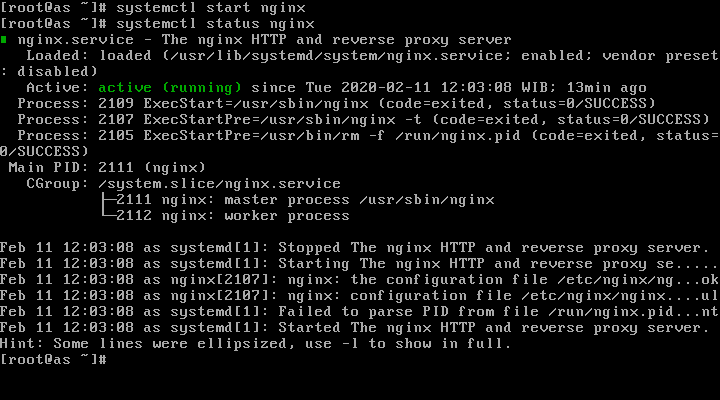 [root@as ~]# systemctl start nginx
[root@as ~]# systemctl status nginx
nginx.service - The nginx HTTP and reverse proxy server
Loaded: loaded (/usr/lib/systemd/system/nginx.service; enabled; vendor preset
: disabled)
Active: active (running) since Tue 2020-02-11 12:03:08 WIB; 13min ago
Process: 2109 ExecStart=/usr/sbin/nginx (code=exited, status=0/SUCCESS)
Process: 2107 ExecStartPre=/usr/sbin/nginx -t (code=exited, status=0/SUCCESS)
Process: 2105 ExecStartPre=/usr/bin/rm -f /run/nginx.pid (code=exited, status=
0/SUCCESS)
Main PID: 2111 (nginx)
CGroup: /system.slice/nginx.service
├─2111 nginx: master process /usr/sbin/nginx
└─2112 nginx: worker process
Feb 11 12:03:08 as systemd[1]: Stopped The nginx HTTP and reverse proxy server.
Feb 11 12:03:08 as systemd[1]: Starting The nginx HTTP and reverse proxy se.....
Feb 11 12:03:08 as nginx[2107]: nginx: the configuration file /etc/nginx/ng...ok
Feb 11 12:03:08 as nginx[2107]: nginx: configuration file /etc/nginx/nginx....ul
Feb 11 12:03:08 as systemd[1]: Failed to parse PID from file /run/nginx.pid...nt
Feb 11 12:03:08 as systemd[1]: Started The nginx HTTP and reverse proxy server.
Hint: Some lines were ellipsized, use -l to show in full.
[root@as ~]#